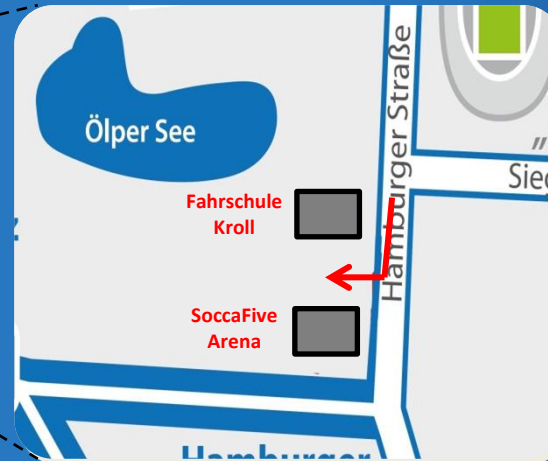 Ölper See
Hamburger Straße
Fahrschule
Kroll
SoccaFive
Arena
Hamburger